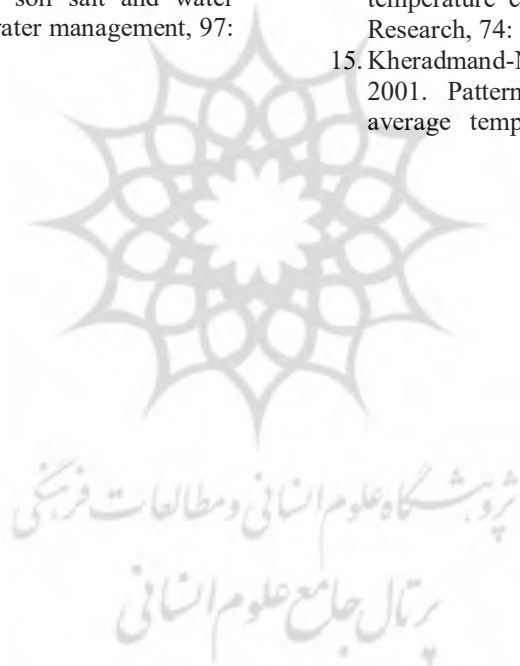 soil salt and water
water management, 97:
temperature c
Research, 74:
15. Kheradmand-N
2001. Pattern
average temp
پژوهشگاه علوم انسانی و مطالعات فرهنگی
پرتال جامع علوم انسانی